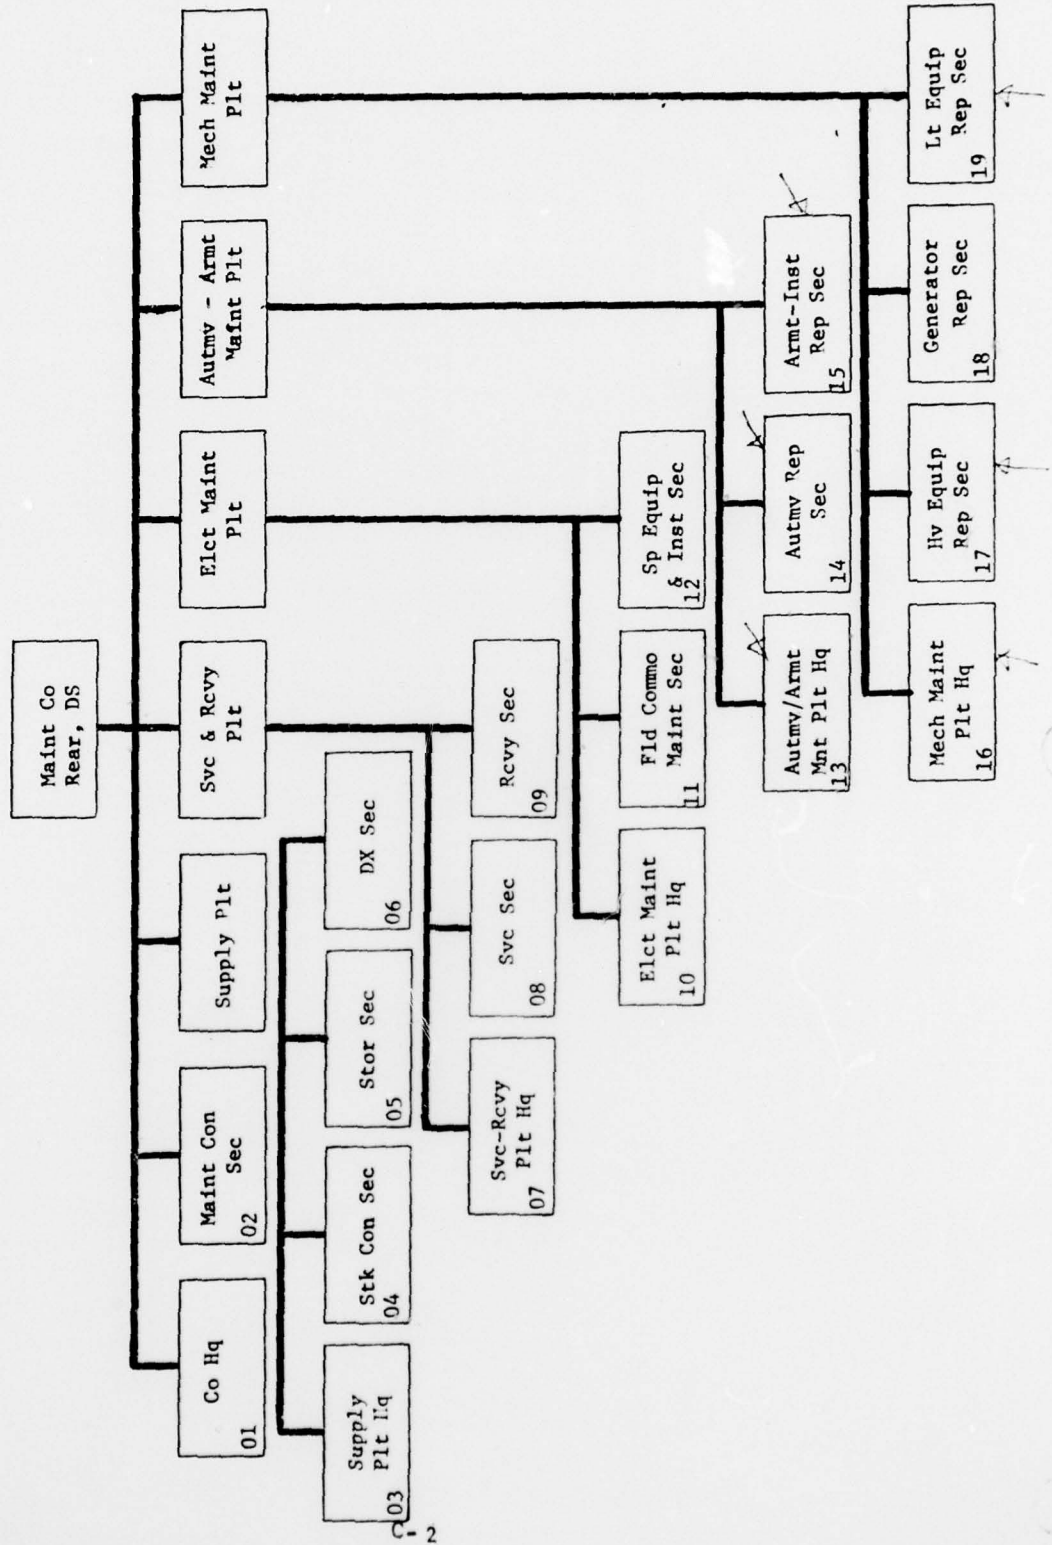 Maint Co
Rear, DS
Co Hq
01
Maint Con
Sec
02
Supply Plt
Svc & Rcvy
Plt
Elct Maint
Plt
Autmv - Armt
Maint Plt
Mech Maint
Plt
Supply
Plt Hq
03
Stk Con Sec
04
Stor Sec
05
DX Sec
06
Svc-Rcvy
Plt Hq
07
Svc Sec
08
Rcvy Sec
09
Elct Maint
Plt Hq
10
Fld Commo
Maint Sec
11
Sp Equip
& Inst Sec
12
Autmv/Armt
Mnt Plt Hq
13
Autmv Rep
Sec
14
Armt-Inst
Rep Sec
15
Mech Maint
Plt Hq
16
Hv Equip
Rep Sec
17
Generator
Rep Sec
18
Lt Equip
Rep Sec
19
C-2